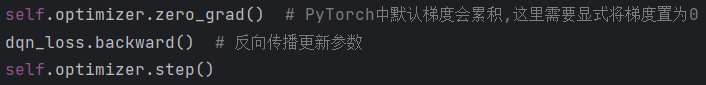 self.optimizer.zero_grad()  # PyTorch中默认梯度会累积,这里需要显式将梯度置为0
dqn_loss.backward()  # 反向传播更新参数
self.optimizer.step()